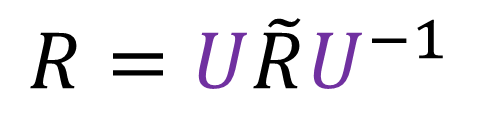 R = UR̃U⁻¹